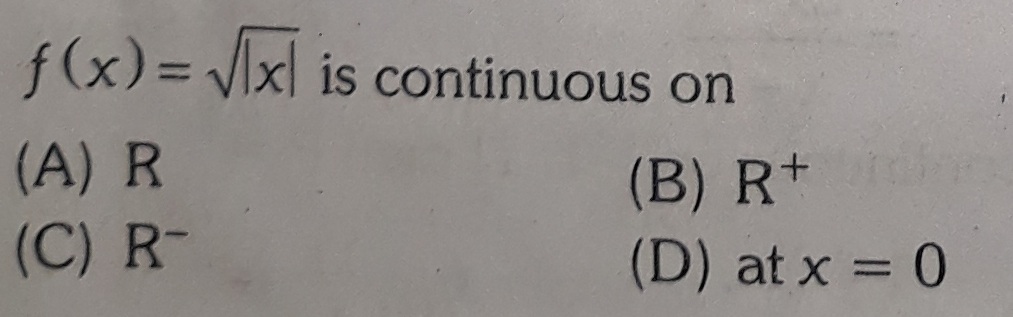 f(x) = √|x| is continuous on
(A) R (B) R⁺
(C) R⁻ (D) at x = 0